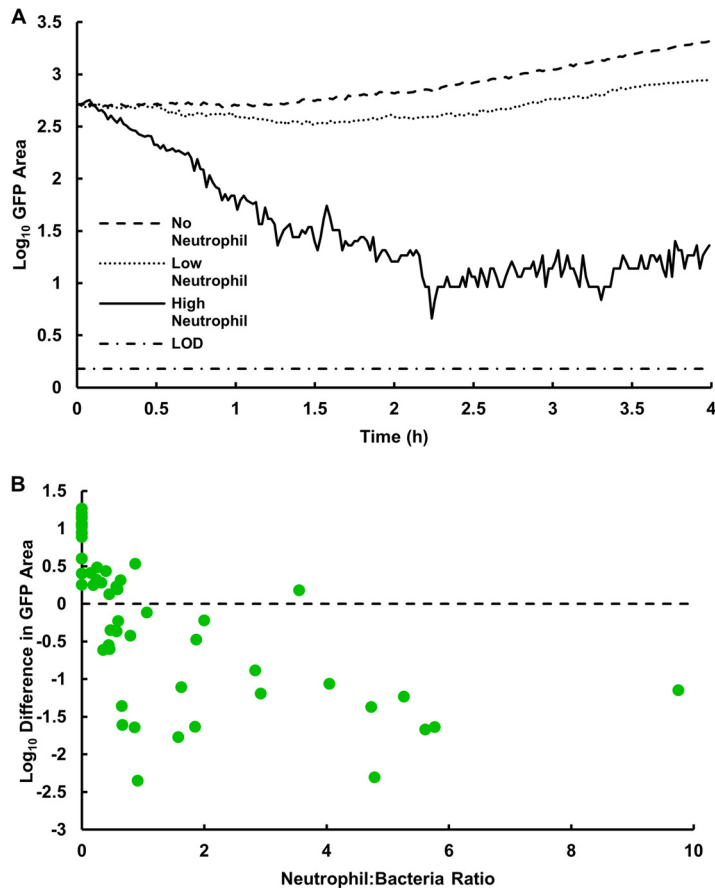 A
3.5
3
2.5
2
1.5
1
0.5
0
Log10 GFP Area
No
Neutrophil
Low
Neutrophil
High
Neutrophil
LOD
0 0.5 1 1.5 2 2.5 3 3.5 4
Time (h)
B
1.5
1
0.5
0
-0.5
-1
-1.5
-2
-2.5
-3
Log10 Difference in GFP Area
0 2 4 6 8 10
Neutrophil:Bacteria Ratio